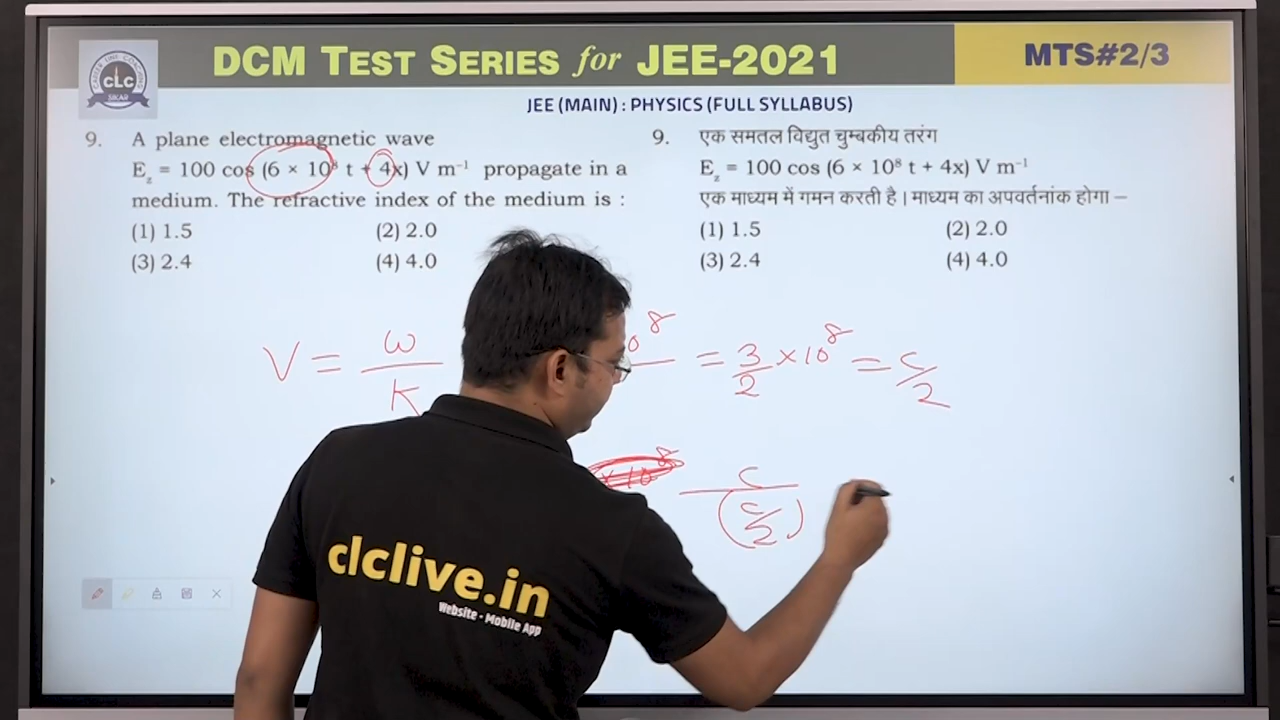 DCM TEST SERIES for JEE-2021
MTS#2/3
CLC
SIKAR
JEE (MAIN) : PHYSICS (FULL SYLLABUS)
9. A plane electromagnetic wave
E_z = 100 cos (6 × 10⁸ t + 4x) V m⁻¹ propagate in a
medium. The refractive index of the medium is :
(1) 1.5 (2) 2.0
(3) 2.4 (4) 4.0
9. एक समतल विद्युत चुम्बकीय तरंग
E_z = 100 cos (6 × 10⁸ t + 4x) V m⁻¹
एक माध्यम में गमन करती है। माध्यम का अपवर्तनांक होगा –
(1) 1.5 (2) 2.0
(3) 2.4 (4) 4.0
V = ω/K
= 3/2 × 10⁸ = c/2
c/(c/2)
clclive.in
Website - Mobile App